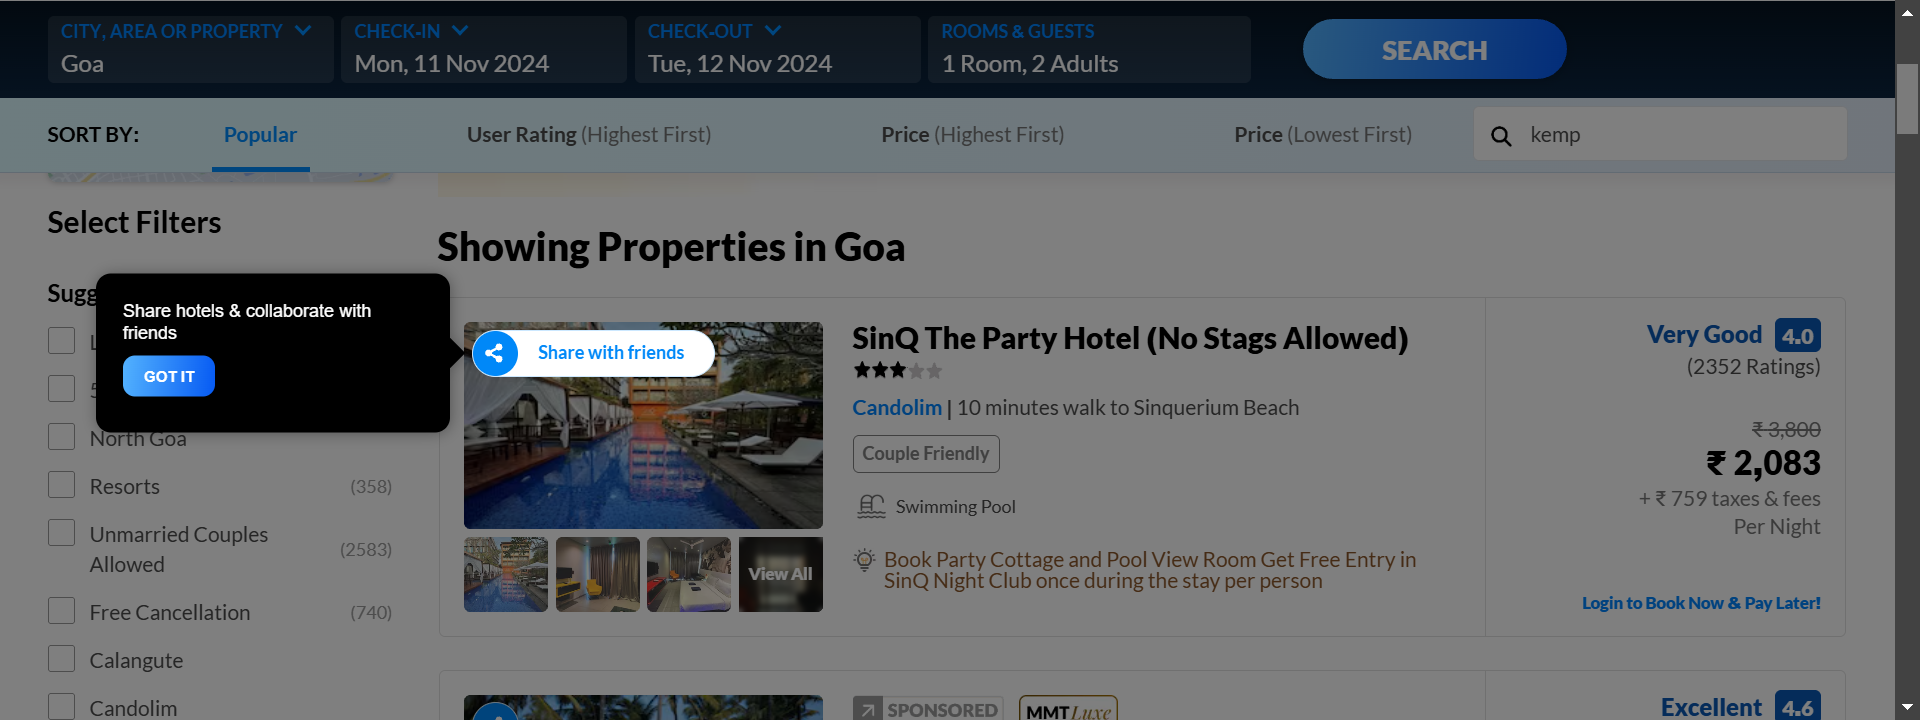 CITY, AREA OR PROPERTY
Goa
CHECK-IN
Mon, 11 Nov 2024
CHECK-OUT
Tue, 12 Nov 2024
ROOMS & GUESTS
1 Room, 2 Adults
SEARCH
SORT BY:
Popular
User Rating (Highest First)
Price (Highest First)
Price (Lowest First)
kemp
Select Filters
Showing Properties in Goa
Share hotels & collaborate with
friends
GOT IT
North Goa
Resorts (358)
Unmarried Couples
Allowed (2583)
Free Cancellation (740)
Calangute
Candolim
Share with friends
View All
SinQ The Party Hotel (No Stags Allowed)
Candolim | 10 minutes walk to Sinquerium Beach
Couple Friendly
Swimming Pool
Book Party Cottage and Pool View Room Get Free Entry in
SinQ Night Club once during the stay per person
Very Good 4.0
(2352 Ratings)
₹ 3,800
₹ 2,083
+ ₹ 759 taxes & fees
Per Night
Login to Book Now & Pay Later!
SPONSORED
MMT Luxe
Excellent 4.6